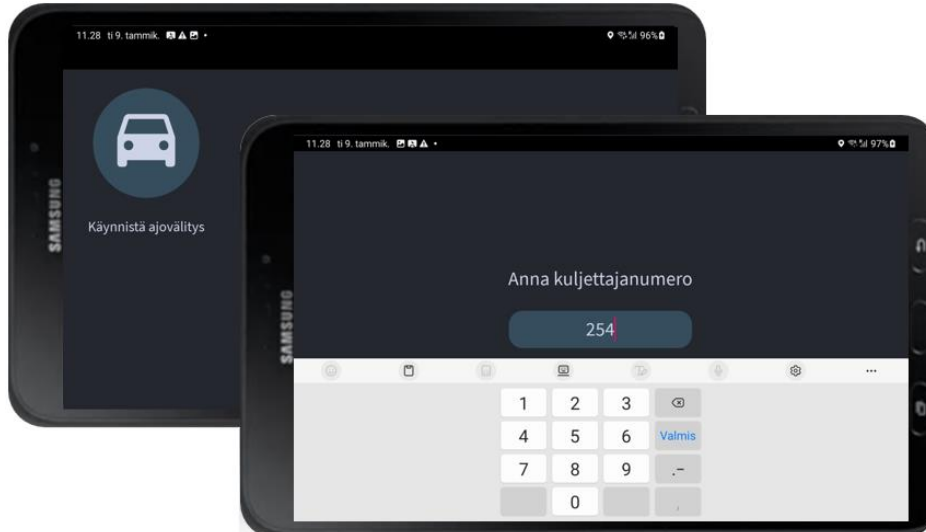 11.28 ti 9. tammik.
96%
Käynnistä ajovälitys
SAMSUNG
11.28 ti 9. tammik.
97%
Anna kuljettajanumero
254
1 2 3
4 5 6 Valmis
7 8 9 .-
0 ,
SAMSUNG